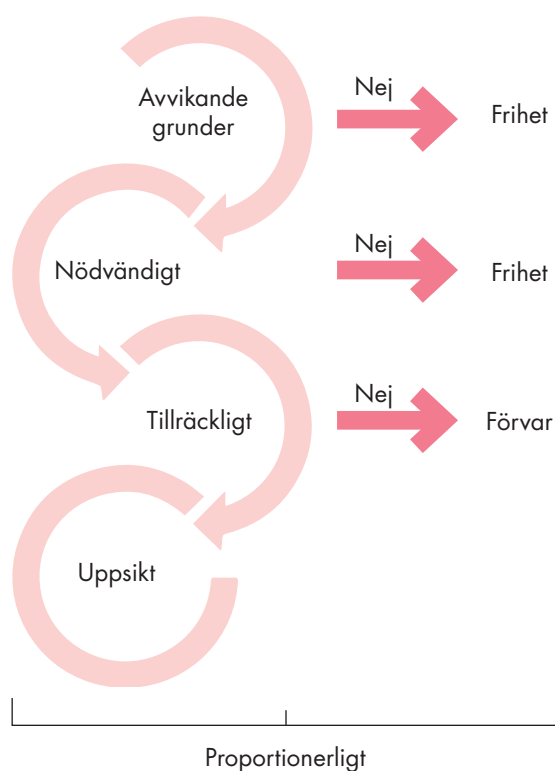 Avvikande
grunder
Nej
Frihet
Nödvändigt
Nej
Frihet
Tillräckligt
Nej
Förvar
Uppsikt
Proportionerligt